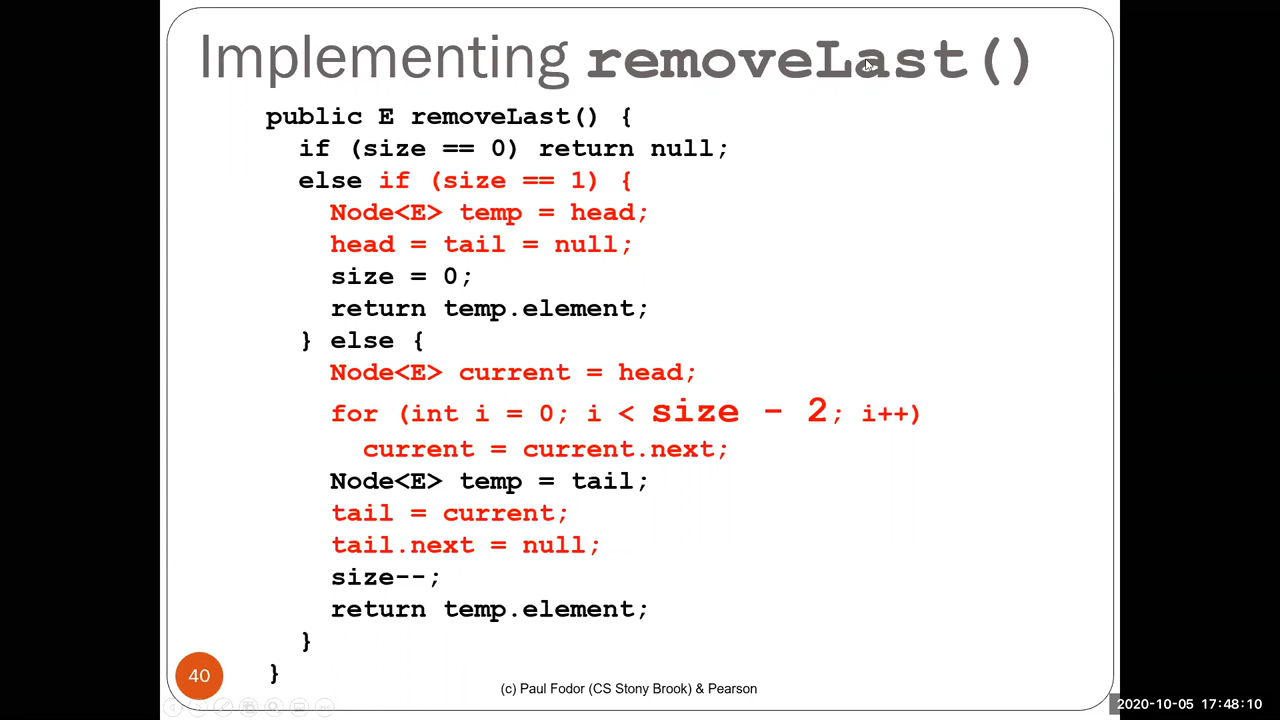 Implementing removeLast()
public E removeLast() {
if (size == 0) return null;
else if (size == 1) {
Node<E> temp = head;
head = tail = null;
size = 0;
return temp.element;
} else {
Node<E> current = head;
for (int i = 0; i < size - 2; i++)
current = current.next;
Node<E> temp = tail;
tail = current;
tail.next = null;
size--;
return temp.element;
}
}
40
(c) Paul Fodor (CS Stony Brook) & Pearson
2020-10-05 17:48:10